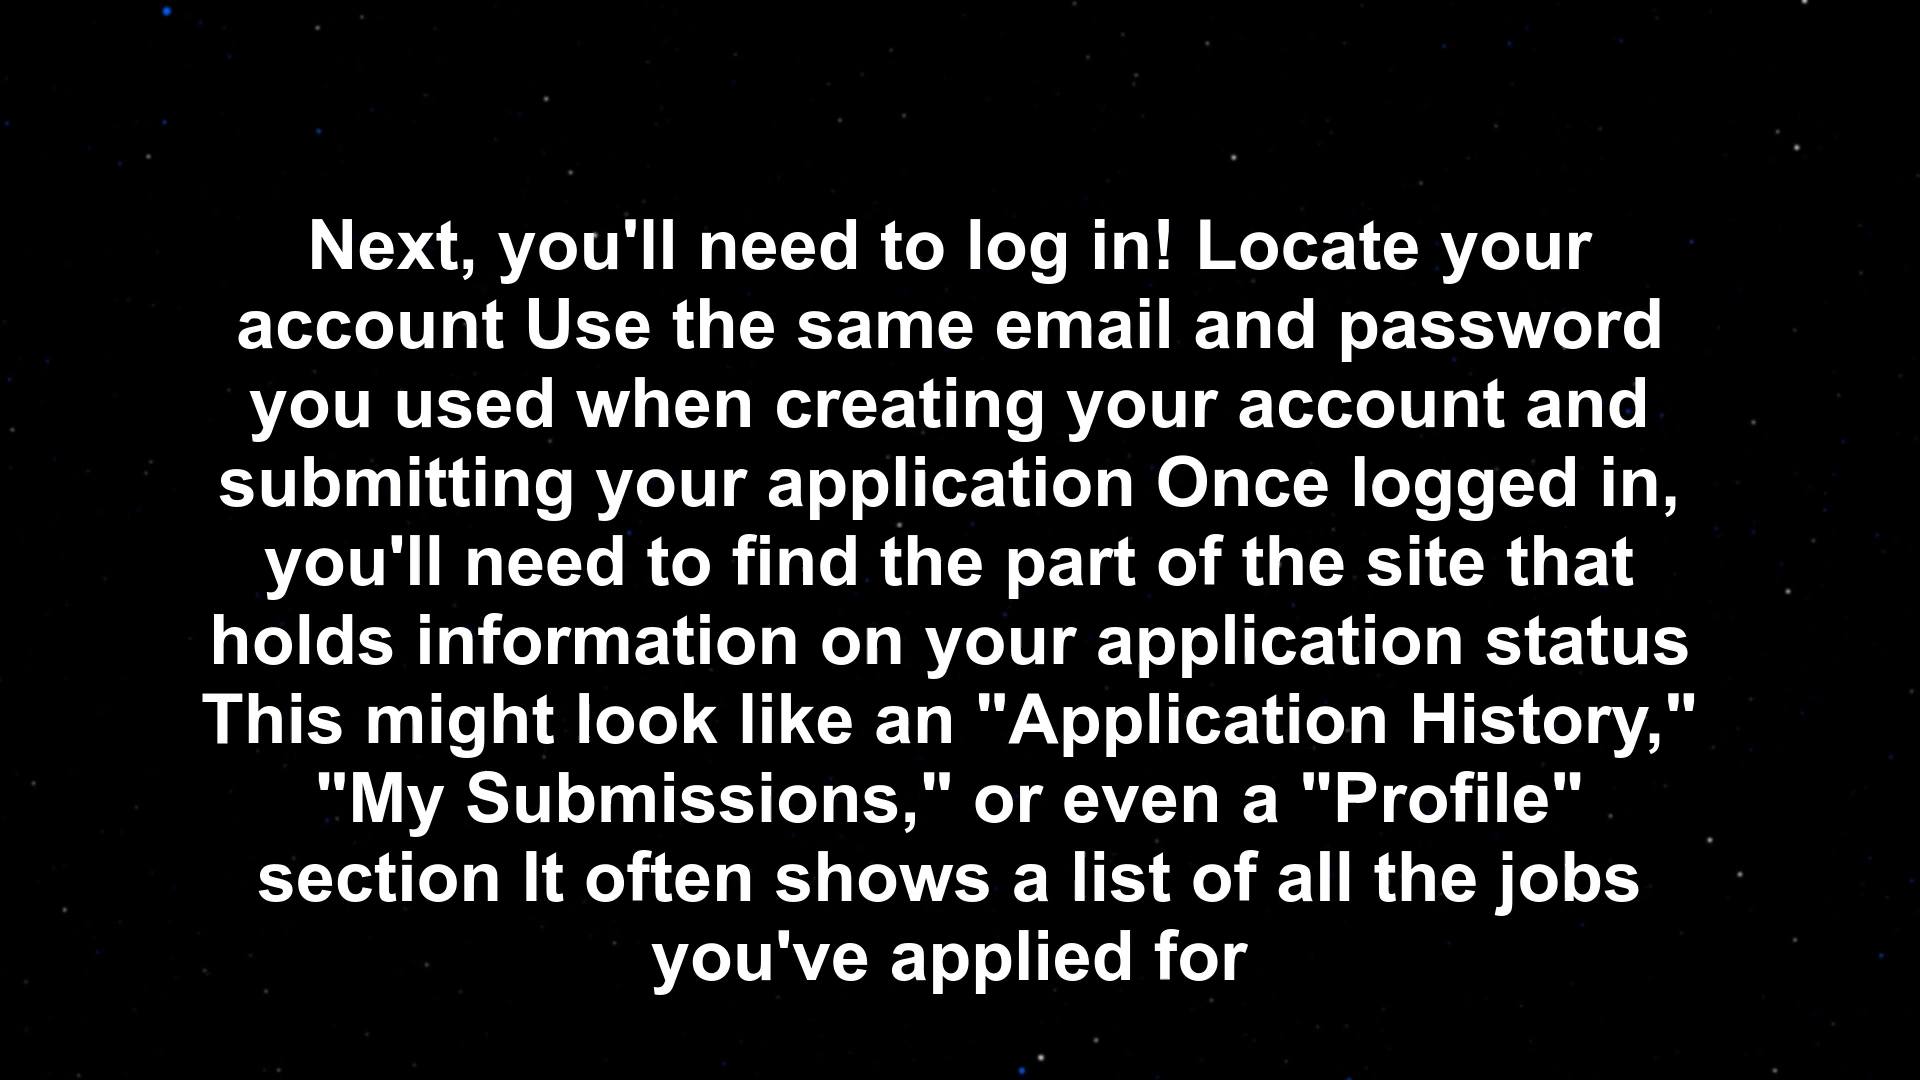 Next, you'll need to log in! Locate your
account Use the same email and password
you used when creating your account and
submitting your application Once logged in,
you'll need to find the part of the site that
holds information on your application status
This might look like an "Application History,"
"My Submissions," or even a "Profile"
section It often shows a list of all the jobs
you've applied for